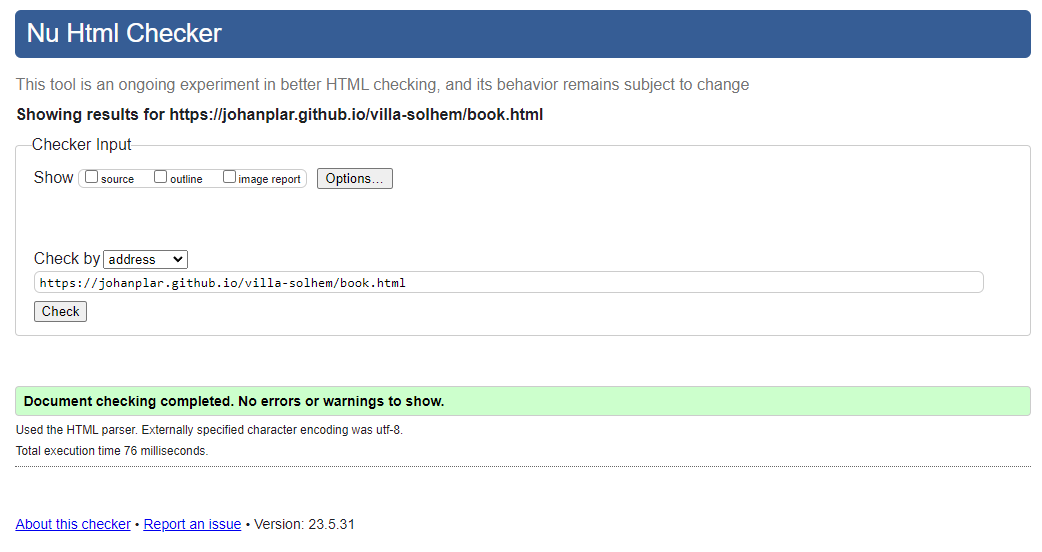 Nu Html Checker
This tool is an ongoing experiment in better HTML checking, and its behavior remains subject to change
Showing results for https://johanplar.github.io/villa-solhem/book.html
Checker Input
Show source outline image report Options...
Check by address
https://johanplar.github.io/villa-solhem/book.html
Check
Document checking completed. No errors or warnings to show.
Used the HTML parser. Externally specified character encoding was utf-8.
Total execution time 76 milliseconds.
About this checker • Report an issue • Version: 23.5.31